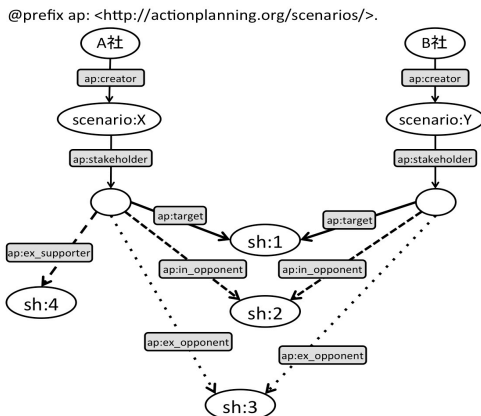 @prefix ap: <http://actionplanning.org/scenarios/>.
A社
B社
ap:creator
ap:creator
scenario:X
scenario:Y
ap:stakeholder
ap:stakeholder
ap:target
ap:target
ap:ex_supporter
sh:1
ap:in_opponent
ap:in_opponent
sh:4
sh:2
ap:ex_opponent
ap:ex_opponent
sh:3